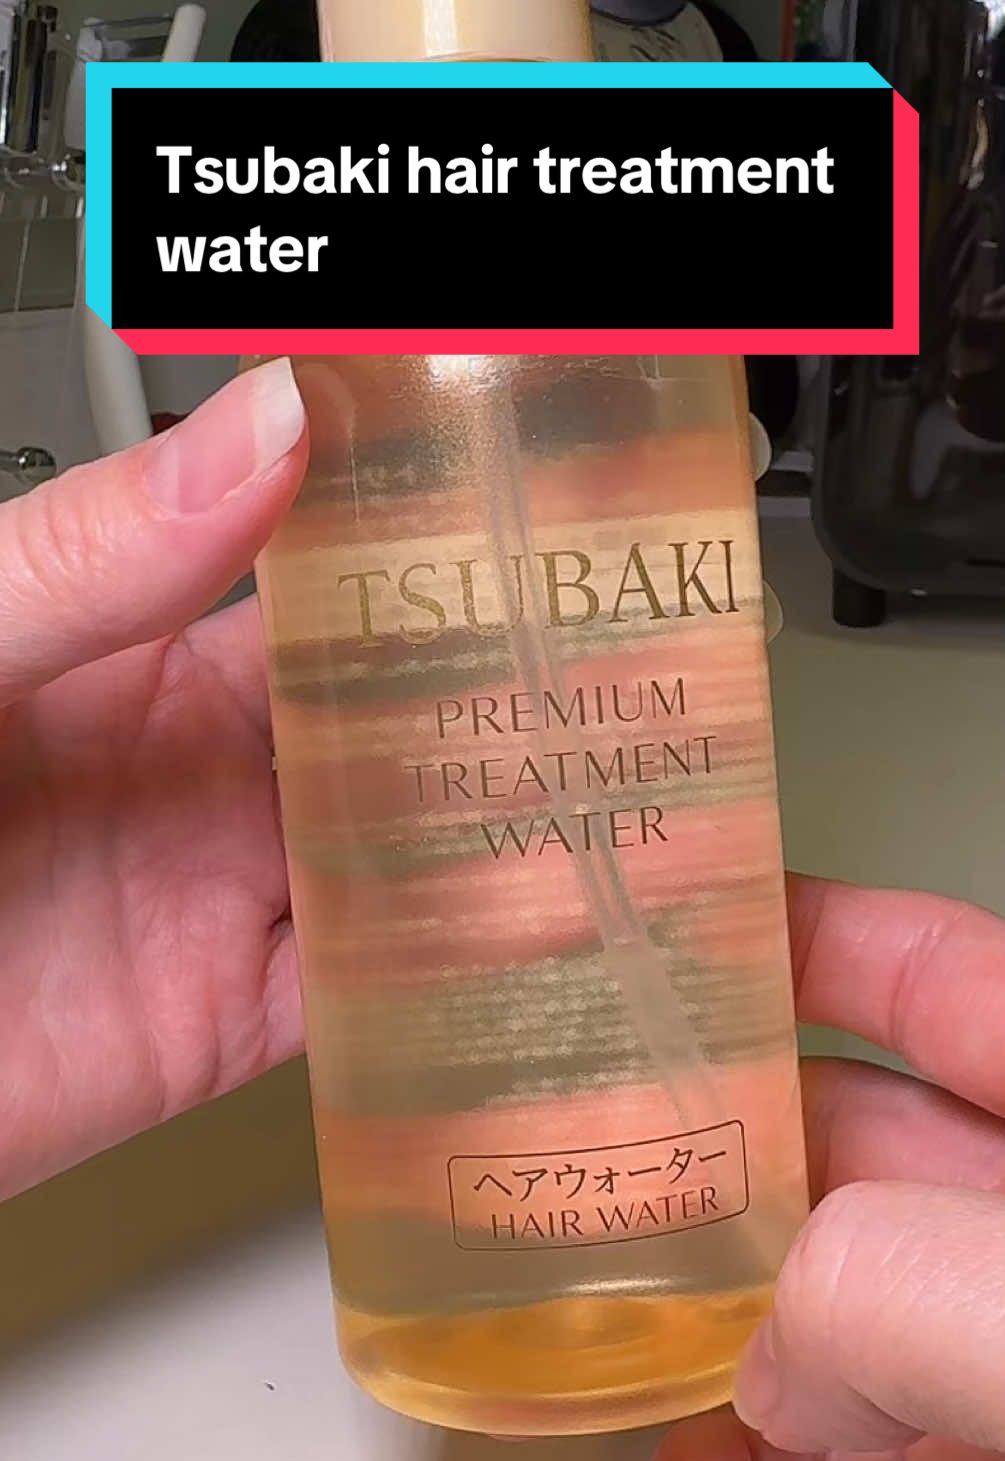 Tsubaki hair treatment
water
TSUBAKI
PREMIUM
TREATMENT
WATER
ヘアウォーター
HAIR WATER